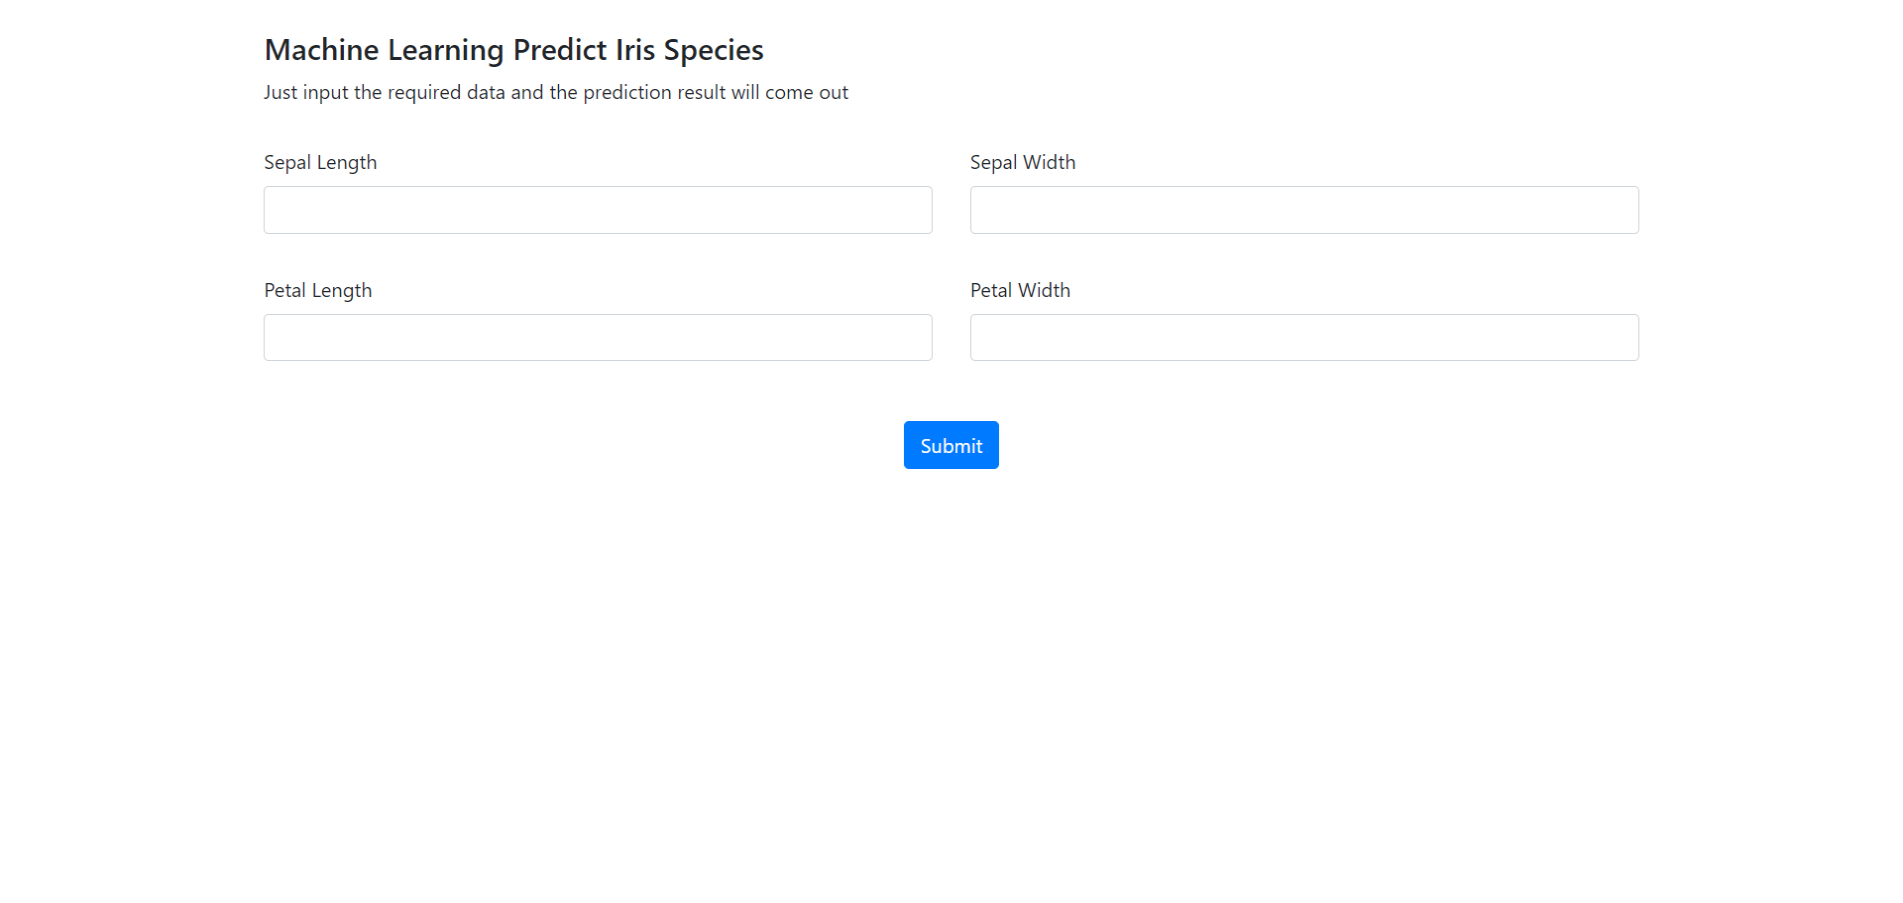 Machine Learning Predict Iris Species
Just input the required data and the prediction result will come out
Sepal Length
Sepal Width
Petal Length
Petal Width
Submit